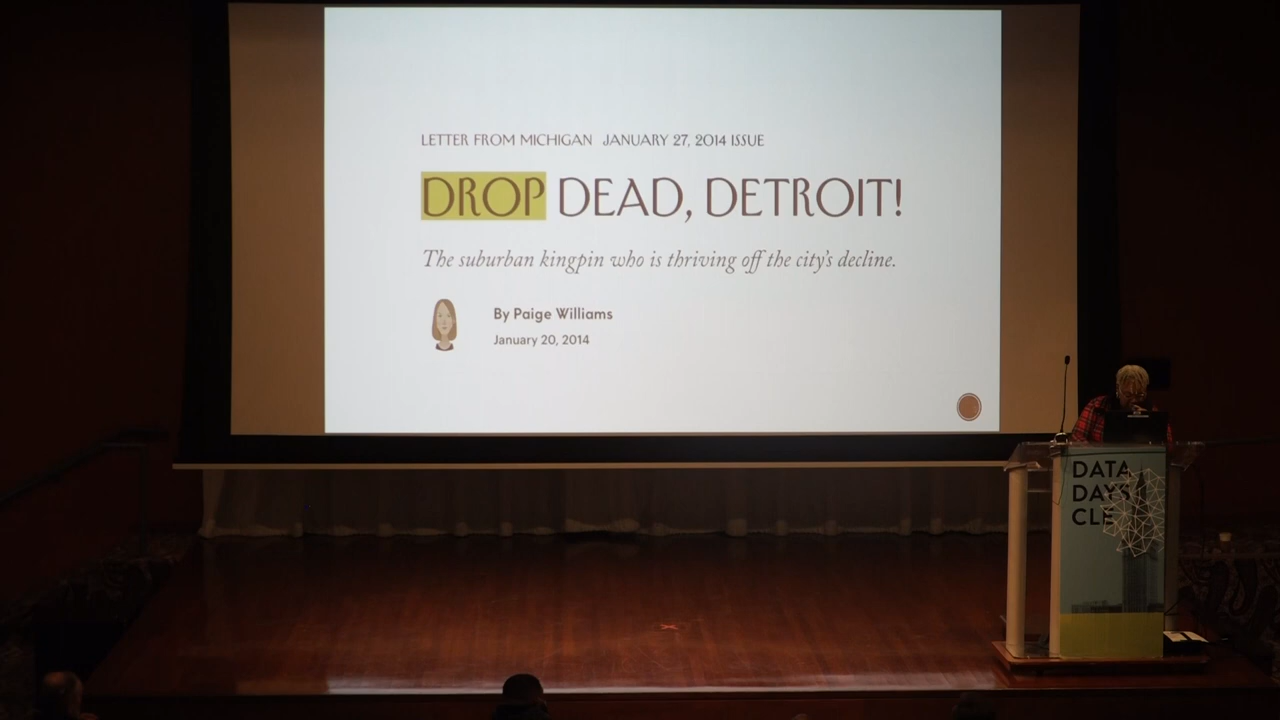 LETTER FROM MICHIGAN JANUARY 27, 2014 ISSUE
DROP DEAD, DETROIT!
The suburban kingpin who is thriving off the city's decline.
By Paige Williams
January 20, 2014
DATA
DAYS
CLE